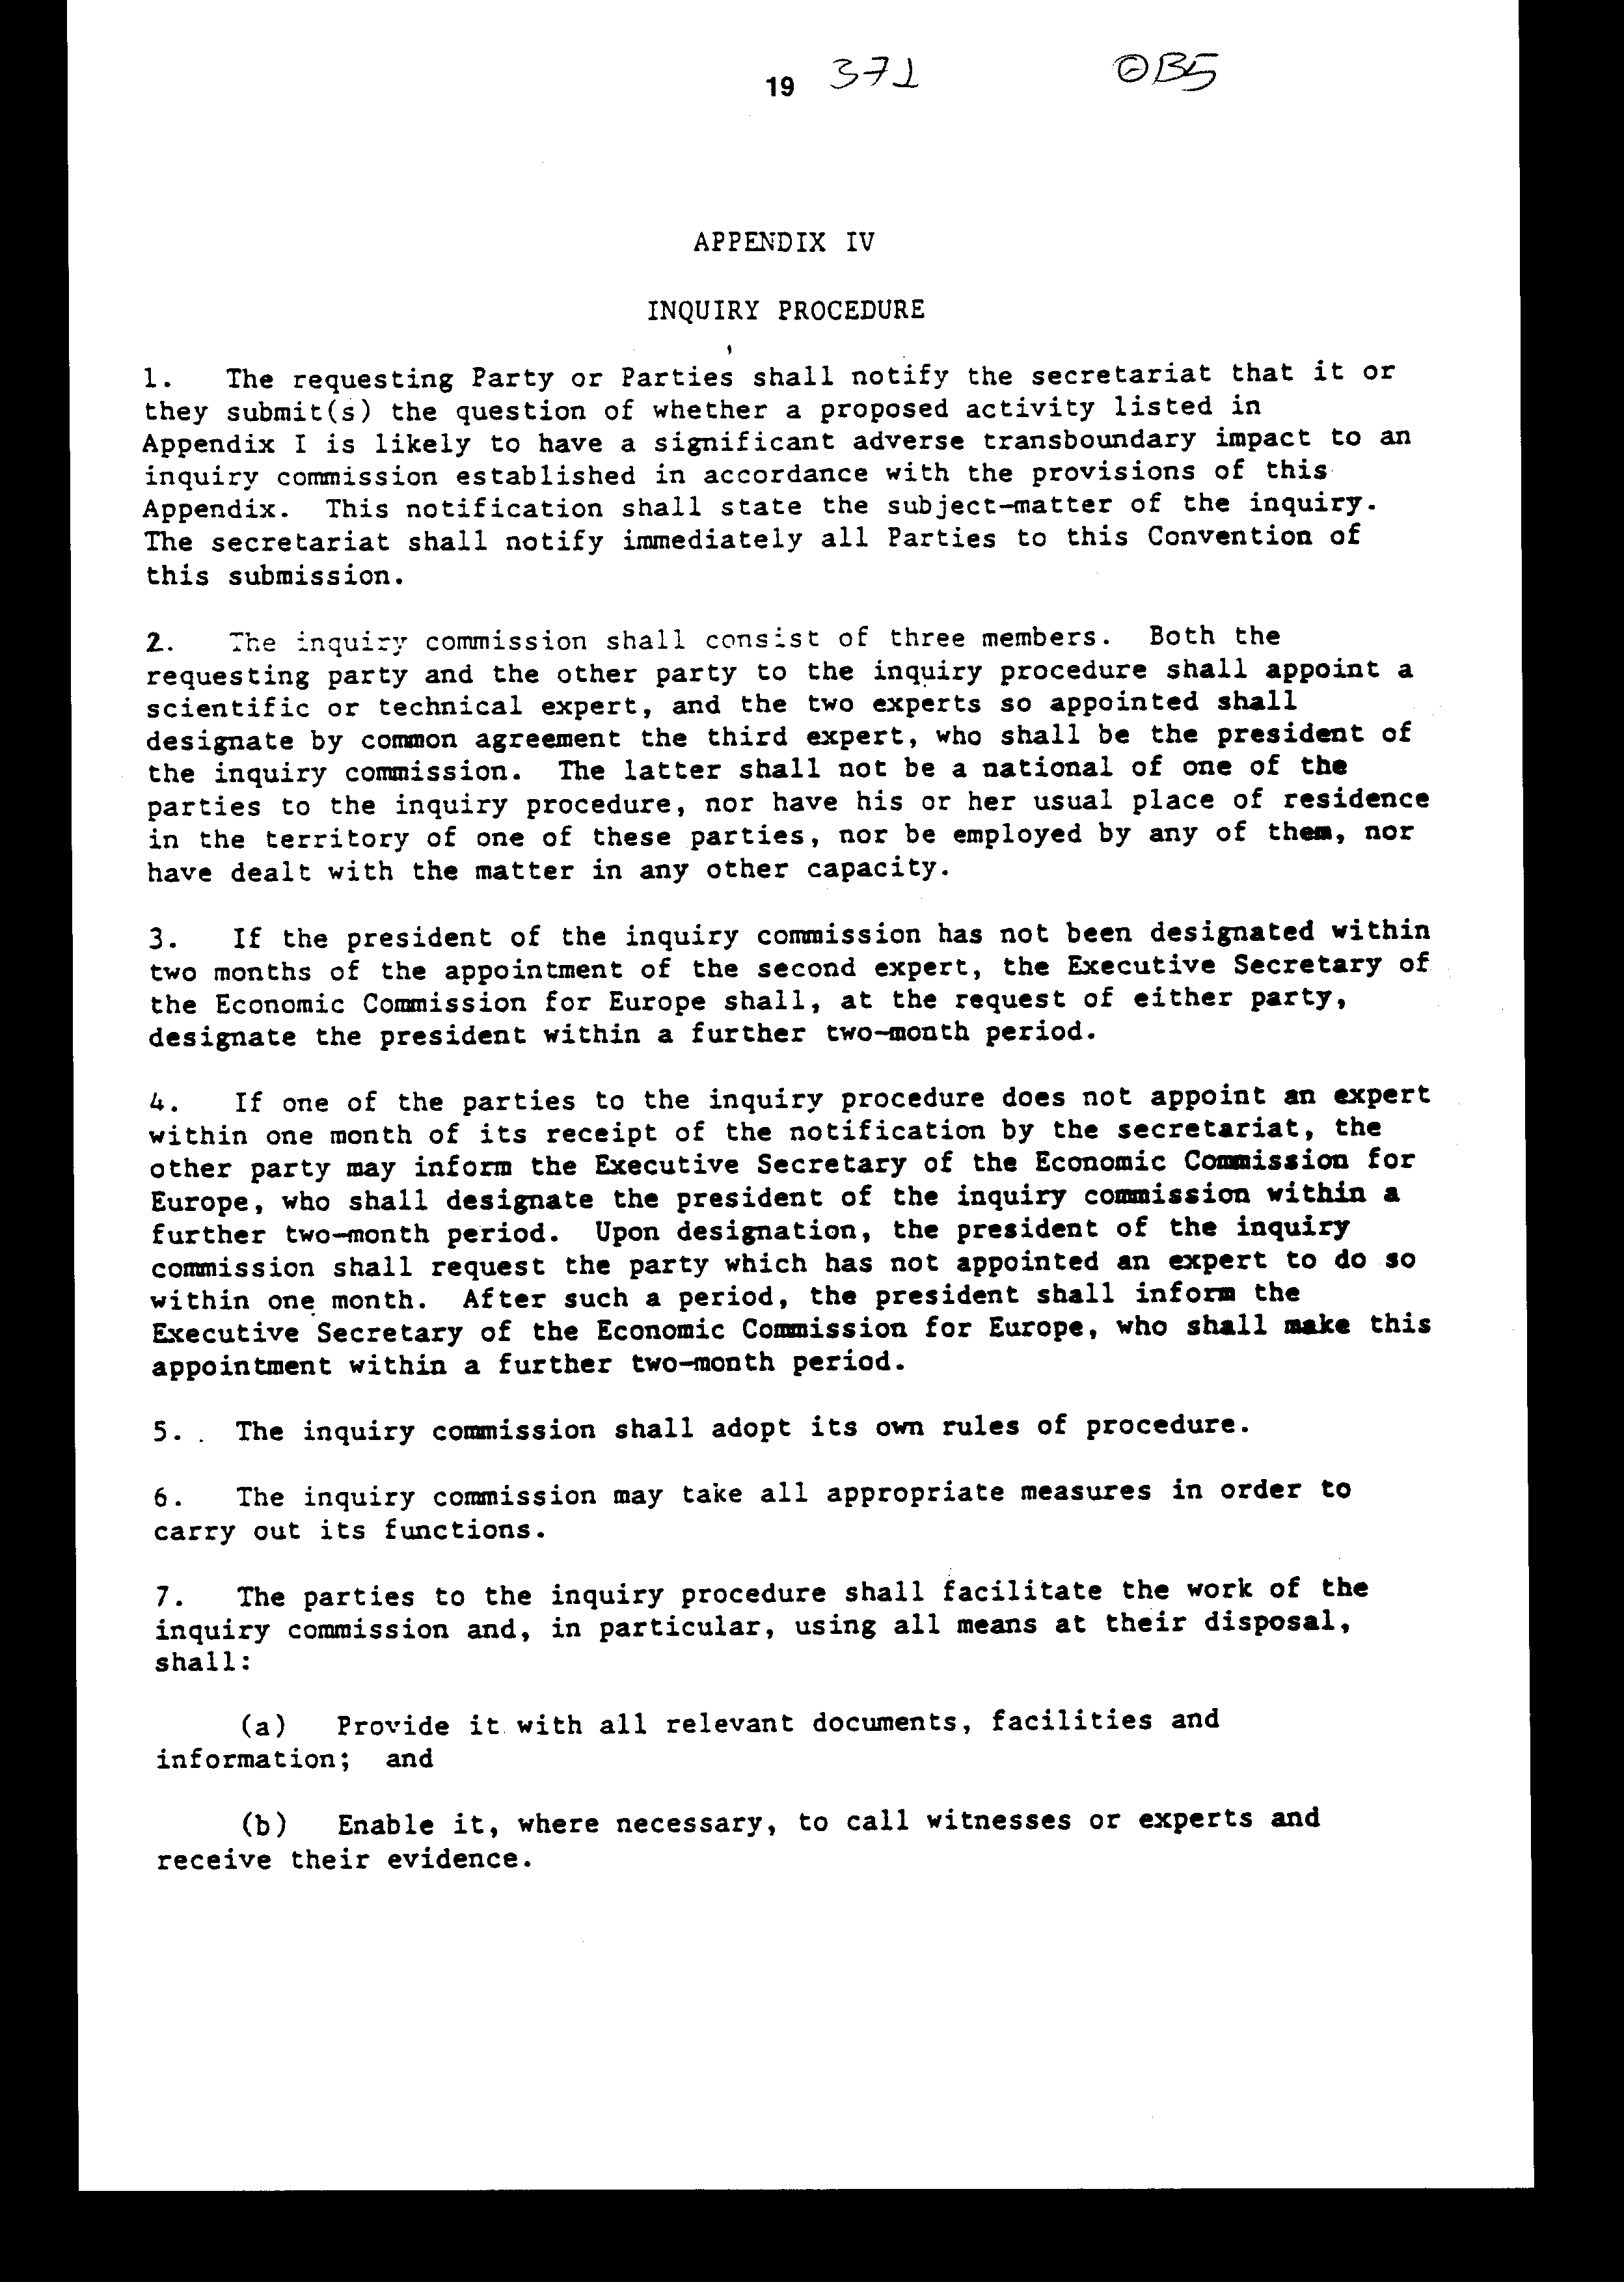 19 371
APPENDIX IV
INQUIRY PROCEDURE
1. The requesting Party or Parties shall notify the secretariat that it or
they submit(s) the question of whether a proposed activity listed in
Appendix I is likely to have a significant adverse transboundary impact to an
inquiry commission established in accordance with the provisions of this
Appendix. This notification shall state the subject-matter of the inquiry.
The secretariat shall notify immediately all Parties to this Convention of
this submission.
2. The inquiry commission shall consist of three members. Both the
requesting party and the other party to the inquiry procedure shall appoint a
scientific or technical expert, and the two experts so appointed shall
designate by common agreement the third expert, who shall be the president of
the inquiry commission. The latter shall not be a national of one of the
parties to the inquiry procedure, nor have his or her usual place of residence
in the territory of one of these parties, nor be employed by any of them, nor
have dealt with the matter in any other capacity.
3. If the president of the inquiry commission has not been designated within
two months of the appointment of the second expert, the Executive Secretary of
the Economic Commission for Europe shall, at the request of either party,
designate the president within a further two-month period.
4. If one of the parties to the inquiry procedure does not appoint an expert
within one month of its receipt of the notification by the secretariat, the
other party may inform the Executive Secretary of the Economic Commission for
Europe, who shall designate the president of the inquiry commission within a
further two-month period. Upon designation, the president of the inquiry
commission shall request the party which has not appointed an expert to do so
within one month. After such a period, the president shall inform the
Executive Secretary of the Economic Commission for Europe, who shall make this
appointment within a further two-month period.
5. The inquiry commission shall adopt its own rules of procedure.
6. The inquiry commission may take all appropriate measures in order to
carry out its functions.
7. The parties to the inquiry procedure shall facilitate the work of the
inquiry commission and, in particular, using all means at their disposal,
shall:
(a) Provide it with all relevant documents, facilities and
information; and
(b) Enable it, where necessary, to call witnesses or experts and
receive their evidence.